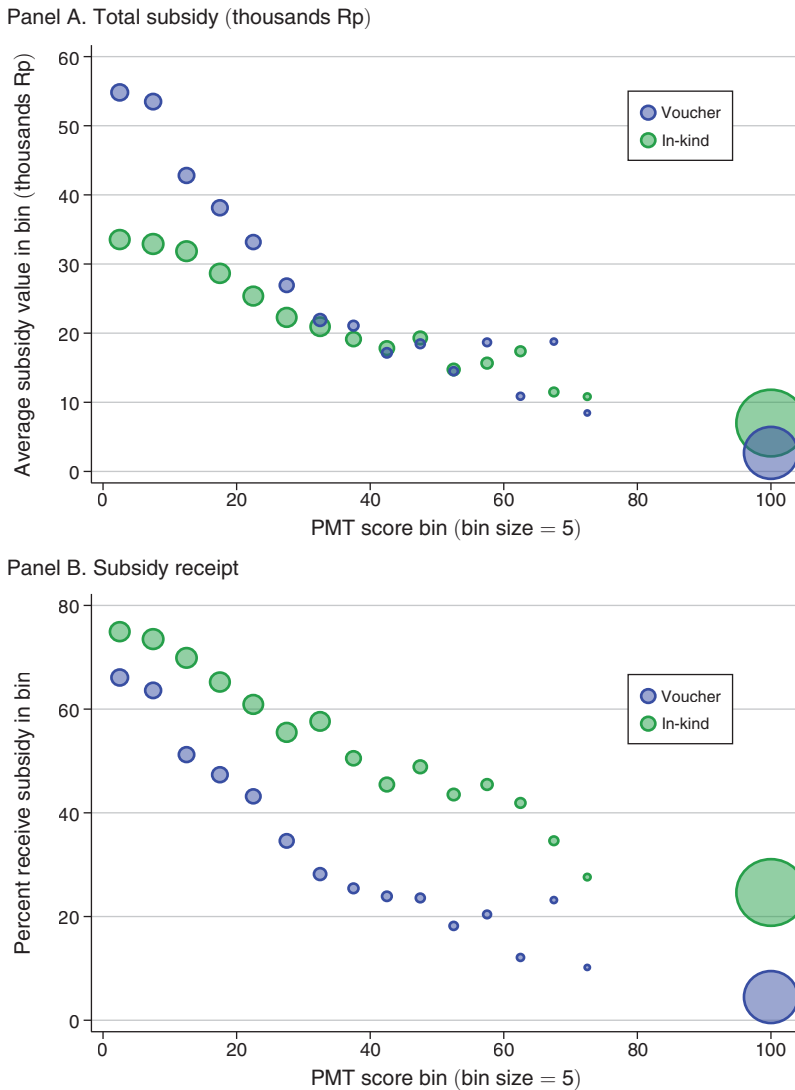 Panel A. Total subsidy (thousands Rp)
Average subsidy value in bin (thousands Rp)
60
50
40
30
20
10
0
Voucher
In-kind
0 20 40 60 80 100
PMT score bin (bin size = 5)
Panel B. Subsidy receipt
Percent receive subsidy in bin
80
60
40
20
0
Voucher
In-kind
0 20 40 60 80 100
PMT score bin (bin size = 5)